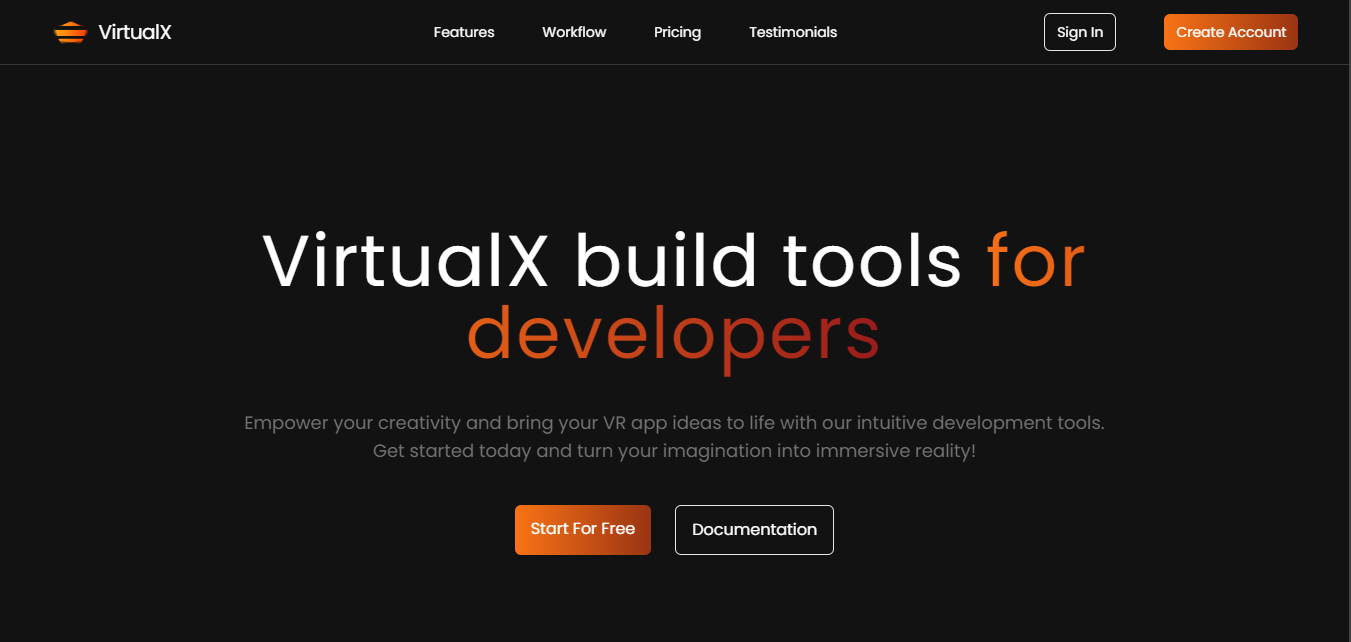 VirtualX
Features
Workflow
Pricing
Testimonials
Sign In
Create Account
VirtualX build tools for
developers
Empower your creativity and bring your VR app ideas to life with our intuitive development tools.
Get started today and turn your imagination into immersive reality!
Start For Free
Documentation